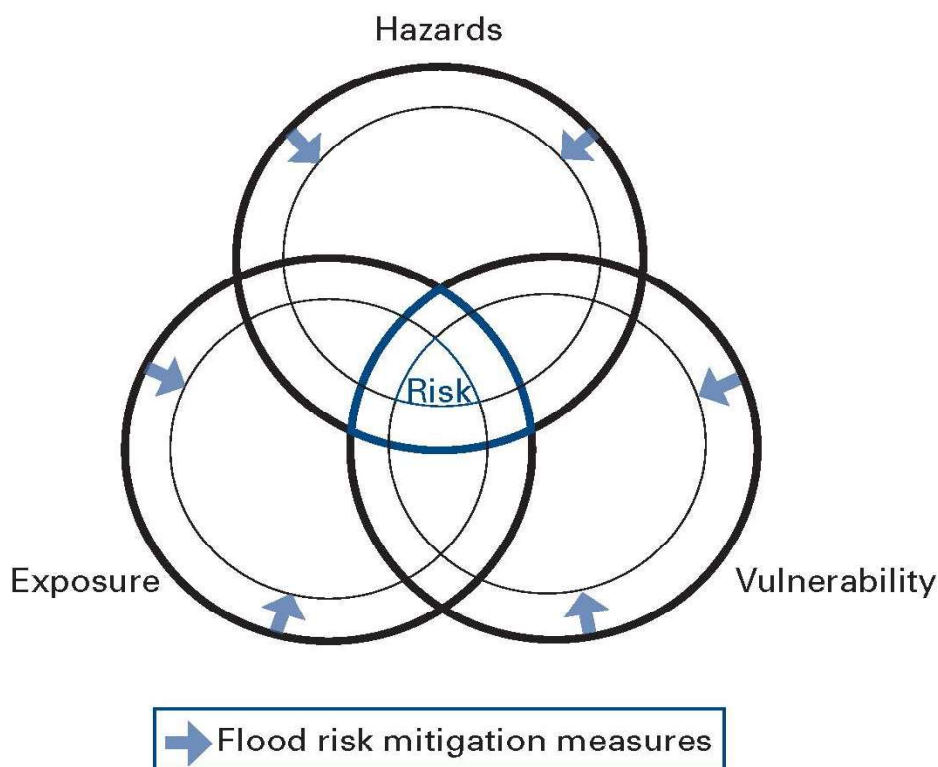 Hazards
Risk
Exposure
Vulnerability
Flood risk mitigation measures